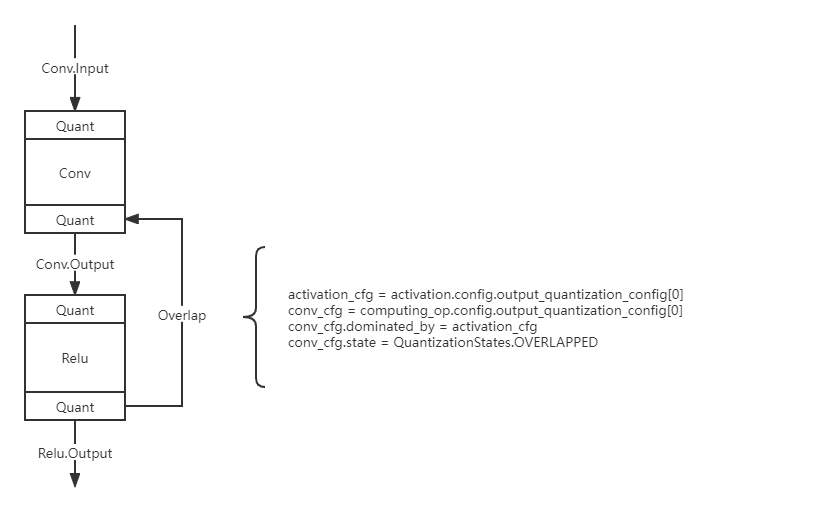 Conv.Input
Quant
Conv
Quant
Conv.Output
Quant
Relu
Quant
Relu.Output
Overlap
activation_cfg = activation.config.output_quantization_config[0]
conv_cfg = computing_op.config.output_quantization_config[0]
conv_cfg.dominated_by = activation_cfg
conv_cfg.state = QuantizationStates.OVERLAPPED